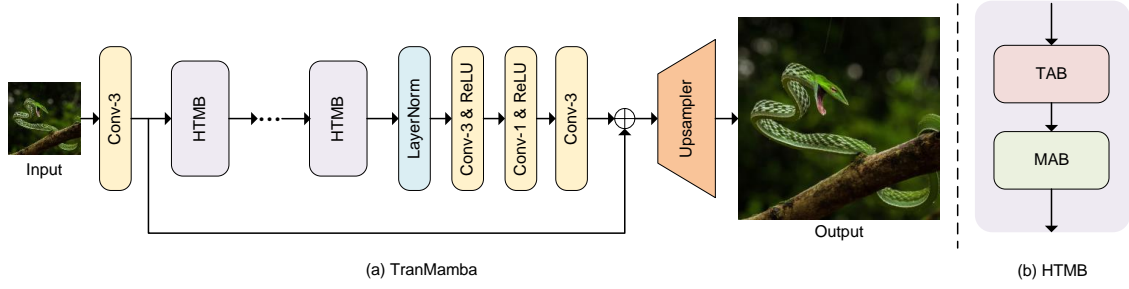 Input
Conv-3
HTMB
HTMB
LayerNorm
Conv-3 & ReLU
Conv-1 & ReLU
Conv-3
Upsampler
Output
(a) TranMamba
TAB
MAB
(b) HTMB